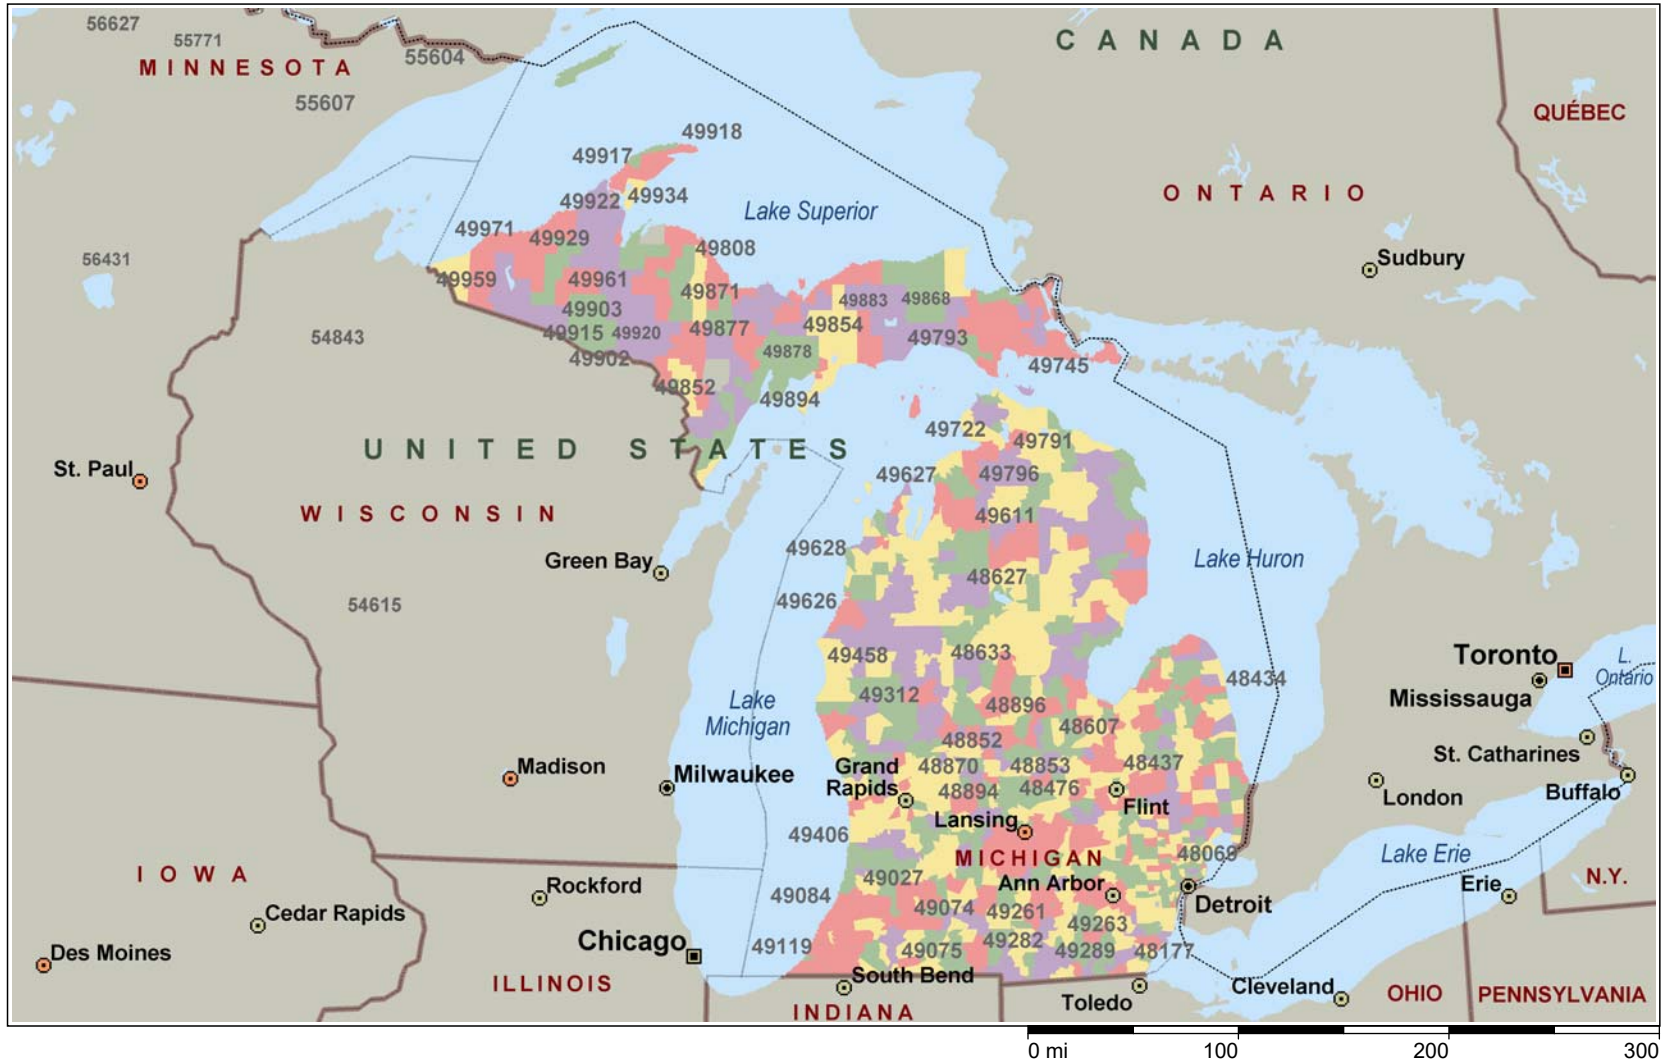 56627
55771
55604
CANADA
MINNESOTA
55607
QUÉBEC
49918
49917
49922
49934
ONTARIO
Lake Superior
49971
49929
49808
56431
Sudbury
49959
49961
49871
49883
49868
49903
54843
49915
49920
49877
49854
49793
49902
49878
49745
49852
49894
UNITED STATES
49722
49791
St. Paul
49627
49796
WISCONSIN
49611
49628
Green Bay
Lake Huron
48627
54615
49626
49458
48633
Toronto
L.
Ontario
48434
Mississauga
49312
Lake
Michigan
48896
48607
48852
St. Catharines
Madison
Milwaukee
Grand
Rapids
48870
48853
48437
48894
48476
Flint
London
Buffalo
Lansing
49406
MICHIGAN
48069
Lake Erie
IOWA
49027
Ann Arbor
Erie
N.Y.
Rockford
49084
Cedar Rapids
49074
49261
49263
Detroit
Chicago
49119
49075
49282
49289
48177
Des Moines
South Bend
ILLINOIS
Toledo
Cleveland
OHIO
PENNSYLVANIA
INDIANA
0 mi 100 200 300